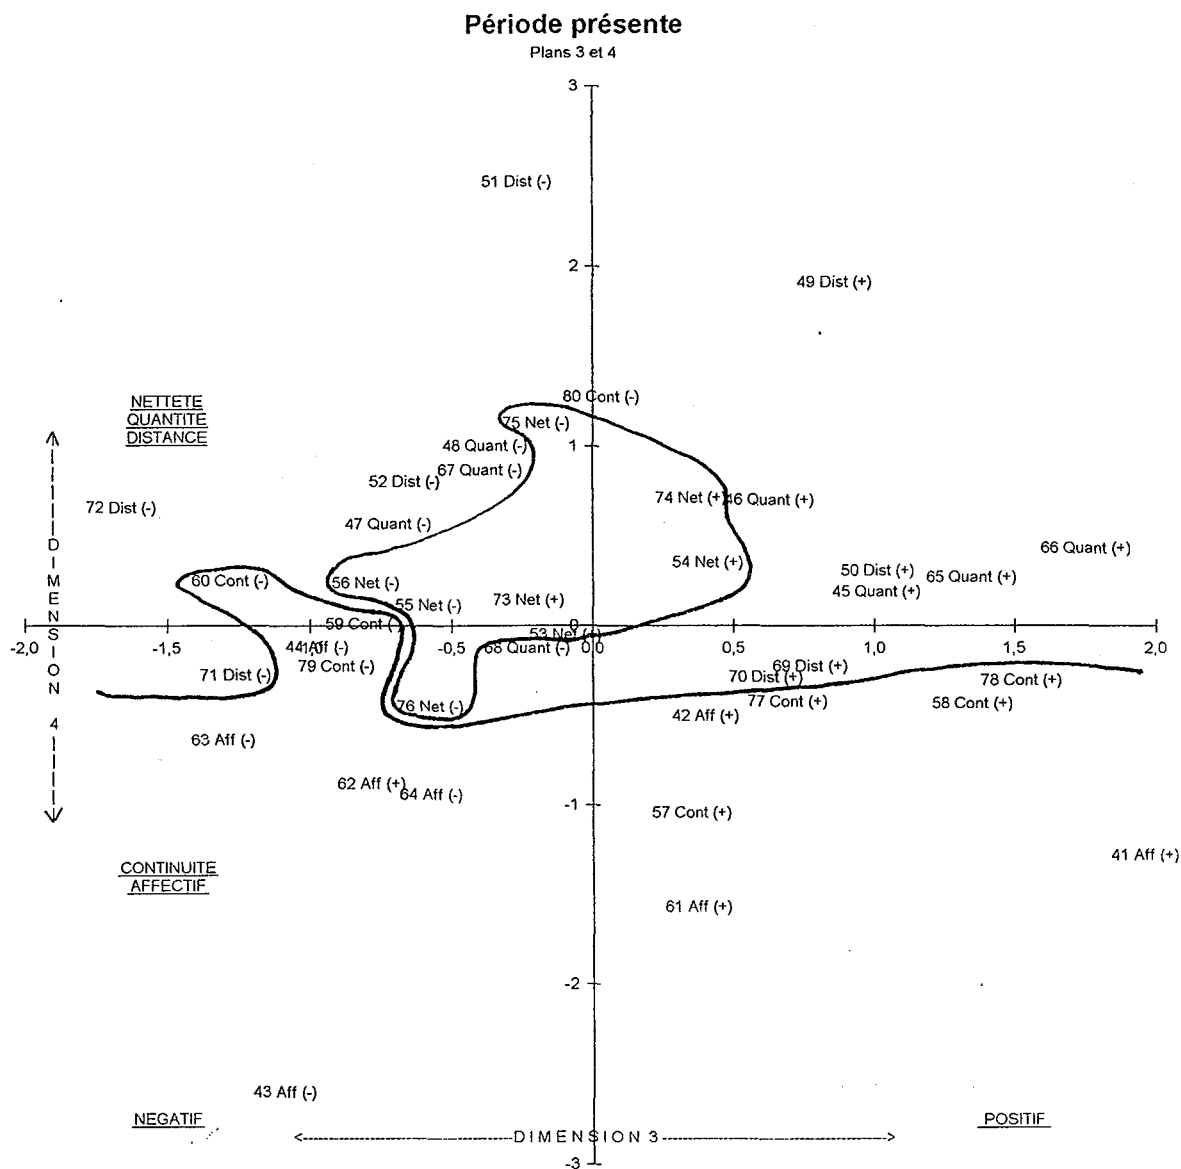 Période présente
Plans 3 et 4
3
51 Dist (-)
2
49 Dist (+)
80 Cont (-)
NETTETE
QUANTITE
DISTANCE
75 Net (-)
1
48 Quant (-)
67 Quant (-)
52 Dist (-)
72 Dist (-)
74 Net (+)
46 Quant (+)
47 Quant (-)
66 Quant (+)
54 Net (+)
50 Dist (+)
65 Quant (+)
60 Cont (-)
56 Net (-)
45 Quant (+)
55 Net (-)
73 Net (+)
59 Cont
0
53 Net (-)
-2,0
-1,5
-1,0
-0,5
0,0
0,5
1,0
1,5
2,0
44 Aff (-)
68 Quant (-)
79 Cont (-)
71 Dist (-)
69 Dist (+)
70 Dist (+)
78 Cont (+)
76 Net (-)
77 Cont (+)
58 Cont (+)
42 Aff (+)
DIMENSION 4
63 Aff (-)
62 Aff (+)
64 Aff (-)
-1
57 Cont (+)
41 Aff (+)
CONTINUITE
AFFECTIF
61 Aff (+)
-2
43 Aff (-)
NEGATIF
POSITIF
DIMENSION 3
-3